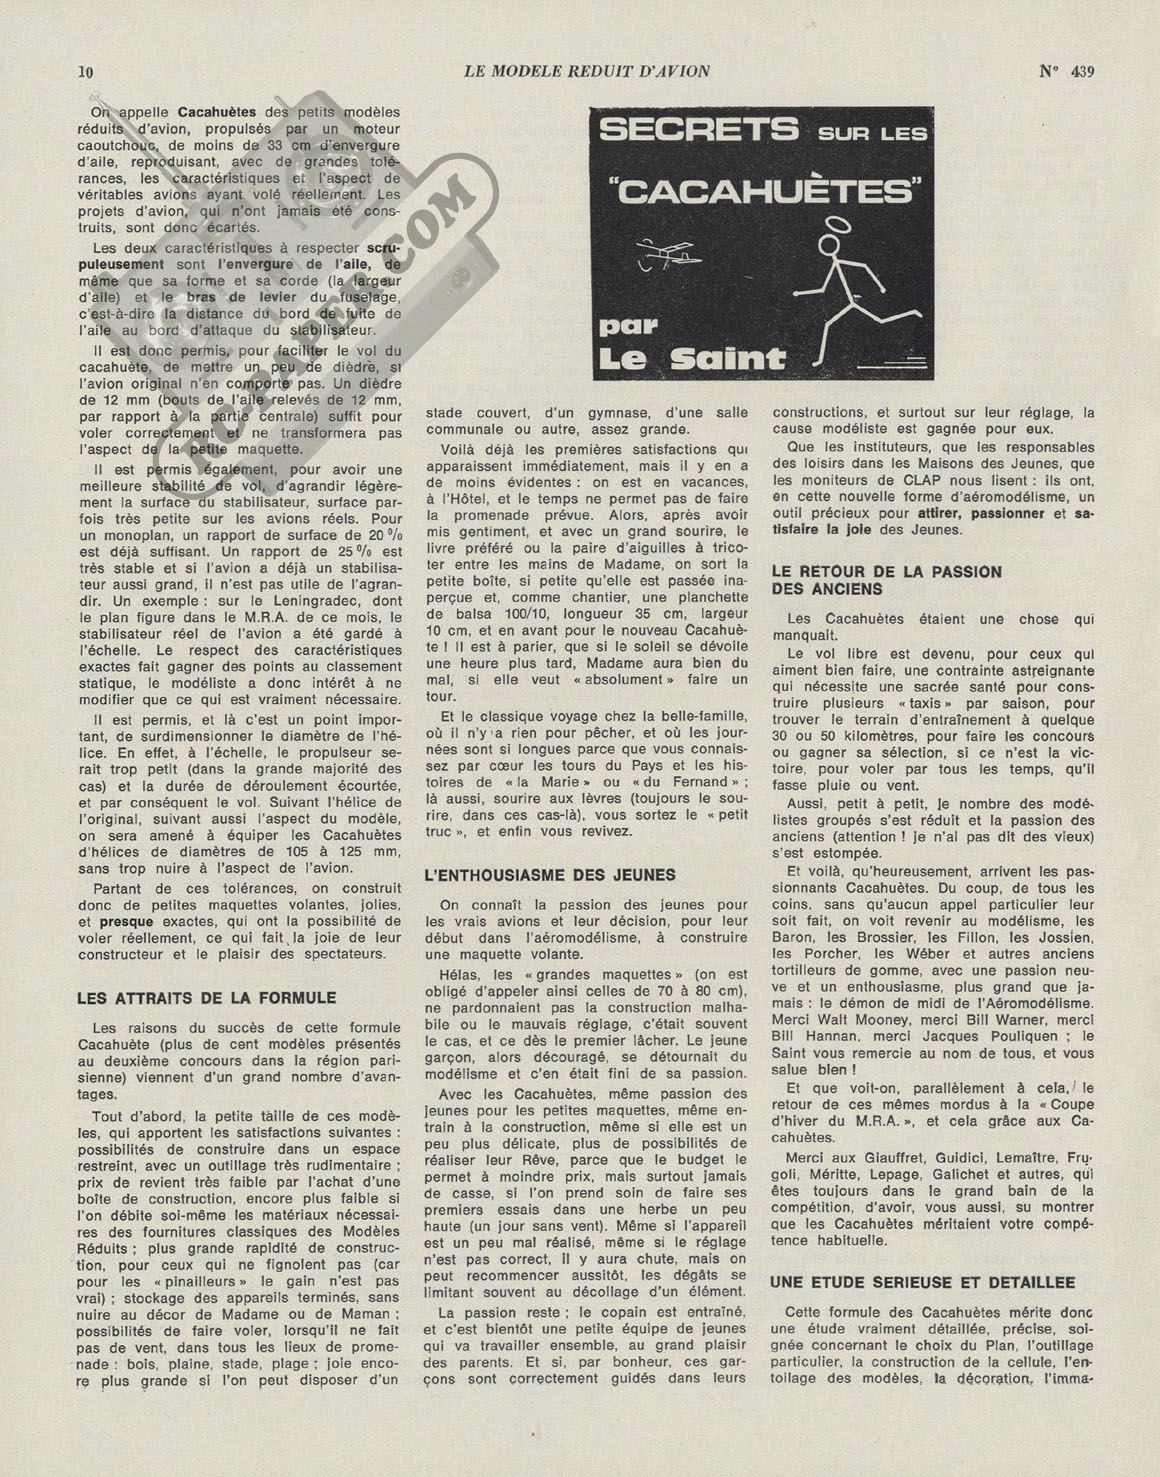 10
LE MODELE REDUIT D'AVION
N° 439
On appelle Cacahuètes des petits modèles
réduits d'avion, propulsés par un moteur
caoutchouc, de moins de 33 cm d'envergure
d'aile, reproduisant, avec de grandes tolé-
rances, les caractéristiques et l'aspect de
véritables avions ayant volé réellement. Les
projets d'avion, qui n'ont jamais été cons-
truits, sont donc écartés.
Les deux caractéristiques à respecter scru-
puleusement sont l'envergure de l'aile, de
même que sa forme et sa corde (la largeur
d'aile) et le bras de levier du fuselage,
c'est-à-dire la distance du bord de fuite de
l'aile au bord d'attaque du stabilisateur.
Il est donc permis, pour faciliter le vol du
cacahuète, de mettre un peu de dièdre, si
l'avion original n'en comporte pas. Un dièdre
de 12 mm (bouts de l'aile relevés de 12 mm,
par rapport à la partie centrale) suffit pour
voler correctement et ne transformera pas
l'aspect de la petite maquette.
Il est permis également, pour avoir une
meilleure stabilité de vol, d'agrandir légère-
ment la surface du stabilisateur, surface par-
fois très petite sur les avions réels. Pour
un monoplan, un rapport de surface de 20 %
est déjà suffisant. Un rapport de 25 % est
très stable et si l'avion a déjà un stabilisa-
teur aussi grand, il n'est pas utile de l'agran-
dir. Un exemple : sur le Leningradec, dont
le plan figure dans le M.R.A. de ce mois, le
stabilisateur réel de l'avion a été gardé à
l'échelle. Le respect des caractéristiques
exactes fait gagner des points au classement
statique, le modéliste a donc intérêt à ne
modifier que ce qui est vraiment nécessaire.
Il est permis, et là c'est un point impor-
tant, de surdimensionner le diamètre de l'hé-
lice. En effet, à l'échelle, le propulseur se-
rait trop petit (dans la grande majorité des
cas) et la durée de déroulement écourtée,
et par conséquent le vol. Suivant l'hélice de
l'original, suivant aussi l'aspect du modèle,
on sera amené à équiper les Cacahuètes
d'hélices de diamètres de 105 à 125 mm,
sans trop nuire à l'aspect de l'avion.
Partant de ces tolérances, on construit
donc de petites maquettes volantes, jolies,
et presque exactes, qui ont la possibilité de
voler réellement, ce qui fait la joie de leur
constructeur et le plaisir des spectateurs.
LES ATTRAITS DE LA FORMULE
Les raisons du succès de cette formule
Cacahuète (plus de cent modèles présentés
au deuxième concours dans la région pari-
sienne) viennent d'un grand nombre d'avan-
tages.
Tout d'abord, la petite taille de ces modè-
les, qui apportent les satisfactions suivantes :
possibilités de construire dans un espace
restreint, avec un outillage très rudimentaire ;
prix de revient très faible par l'achat d'une
boîte de construction, encore plus faible si
l'on débite soi-même les matériaux nécessai-
res des fournitures classiques des Modèles
Réduits ; plus grande rapidité de construc-
tion, pour ceux qui ne fignolent pas (car
pour les « pinailleurs » le gain n'est pas
vrai) ; stockage des appareils terminés, sans
nuire au décor de Madame ou de Maman ;
possibilités de faire voler, lorsqu'il ne fait
pas de vent, dans tous les lieux de prome-
nade : bois, plaine, stade, plage ; joie enco-
re plus grande si l'on peut disposer d'un
SECRETS SUR LES
"CACAHUÈTES"
par
Le Saint
stade couvert, d'un gymnase, d'une salle
communale ou autre, assez grande.
Voilà déjà les premières satisfactions qui
apparaissent immédiatement, mais il y en a
de moins évidentes : on est en vacances,
à l'Hôtel, et le temps ne permet pas de faire
la promenade prévue. Alors, après avoir
mis gentiment, et avec un grand sourire, le
livre préféré ou la paire d'aiguilles à trico-
ter entre les mains de Madame, on sort la
petite boîte, si petite qu'elle est passée ina-
perçue et, comme chantier, une planchette
de balsa 100/10, longueur 35 cm, largeur
10 cm, et en avant pour le nouveau Cacahuè-
te ! Il est à parier, que si le soleil se dévoile
une heure plus tard, Madame aura bien du
mal, si elle veut « absolument » faire un
tour.
Et le classique voyage chez la belle-famille,
où il n'y a rien pour pêcher, et où les jour-
nées sont si longues parce que vous connais-
sez par cœur les tours du Pays et les his-
toires de « la Marie » ou « du Fernand » ;
là aussi, sourire aux lèvres (toujours le sou-
rire, dans ces cas-là), vous sortez le « petit
truc », et enfin vous revivez.
L'ENTHOUSIASME DES JEUNES
On connaît la passion des jeunes pour
les vrais avions et leur décision, pour leur
début dans l'aéromodélisme, à construire
une maquette volante.
Hélas, les « grandes maquettes » (on est
obligé d'appeler ainsi celles de 70 à 80 cm),
ne pardonnaient pas la construction malha-
bile ou le mauvais réglage, c'était souvent
le cas, et ce dès le premier lâcher. Le jeune
garçon, alors découragé, se détournait du
modélisme et c'en était fini de sa passion.
Avec les Cacahuètes, même passion des
jeunes pour les petites maquettes, même en-
train à la construction, même si elle est un
peu plus délicate, plus de possibilités de
réaliser leur Rêve, parce que le budget le
permet à moindre prix, mais surtout jamais
de casse, si l'on prend soin de faire ses
premiers essais dans une herbe un peu
haute (un jour sans vent). Même si l'appareil
est un peu mal réalisé, même si le réglage
n'est pas correct, il y aura chute, mais on
peut recommencer aussitôt, les dégâts se
limitant souvent au décollage d'un élément.
La passion reste ; le copain est entraîné,
et c'est bientôt une petite équipe de jeunes
qui va travailler ensemble, au grand plaisir
des parents. Et si, par bonheur, ces gar-
çons sont correctement guidés dans leurs
constructions, et surtout sur leur réglage, la
cause modéliste est gagnée pour eux.
Que les instituteurs, que les responsables
des loisirs dans les Maisons des Jeunes, que
les moniteurs de CLAP nous lisent : ils ont,
en cette nouvelle forme d'aéromodélisme, un
outil précieux pour attirer, passionner et sa-
tisfaire la joie des Jeunes.
LE RETOUR DE LA PASSION
DES ANCIENS
Les Cacahuètes étaient une chose qui
manquait.
Le vol libre est devenu, pour ceux qui
aiment bien faire, une contrainte astreignante
qui nécessite une sacrée santé pour cons-
truire plusieurs « taxis » par saison, pour
trouver le terrain d'entraînement à quelque
30 ou 50 kilomètres, pour faire les concours
ou gagner sa sélection, si ce n'est la vic-
toire, pour voler par tous les temps, qu'il
fasse pluie ou vent.
Aussi, petit à petit, le nombre des modé-
listes groupés s'est réduit et la passion des
anciens (attention ! je n'ai pas dit des vieux)
s'est estompée.
Et voilà, qu'heureusement, arrivent les pas-
sionnants Cacahuètes. Du coup, de tous les
coins, sans qu'aucun appel particulier leur
soit fait, on voit revenir au modélisme, les
Baron, les Brossier, les Fillon, les Jossien,
les Porcher, les Wéber et autres anciens
tortilleurs de gomme, avec une passion neu-
ve et un enthousiasme, plus grand que ja-
mais : le démon de midi de l'Aéromodélisme.
Merci Walt Mooney, merci Bill Warner, merci
Bill Hannan, merci Jacques Pouliquen ; le
Saint vous remercie au nom de tous, et vous
salue bien !
Et que voit-on, parallèlement à cela, le
retour de ces mêmes mordus à la « Coupe
d'hiver du M.R.A. », et cela grâce aux Ca-
cahuètes.
Merci aux Giauffret, Guidici, Lemaître, Fru-
goli, Méritte, Lepage, Galichet et autres, qui
êtes toujours dans le grand bain de la
compétition, d'avoir, vous aussi, su montrer
que les Cacahuètes méritaient votre compé-
tence habituelle.
UNE ETUDE SERIEUSE ET DETAILLEE
Cette formule des Cacahuètes mérite donc
une étude vraiment détaillée, précise, soi-
gnée concernant le choix du Plan, l'outillage
particulier, la construction de la cellule, l'en-
toilage des modèles, la décoration, l'imma-
RC-PAPER.COM